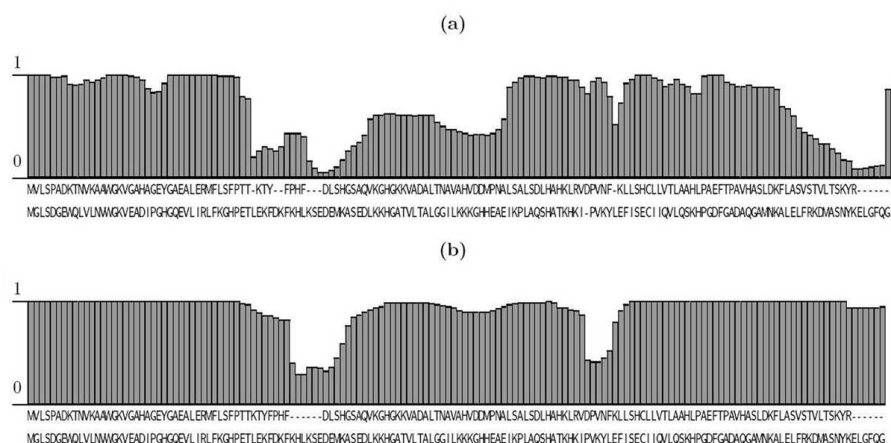 (a)
1
0
MVLSPADKTNVKAAWGKVGAHAGEYGAEALERMFLSFPTT-KTY--FPHF---DLSHGSAQVKGHGKKVADALTNAVAHVDDMPNALSALSDLHAHKLRVDPVNF-KLLSHCLLVTLAAHLPAEFTPAVHASLDKFLASVSTVLTSKYR------
MGLSDGEWQLVLNVWGKVEADIPGHGQEVLIRLFKGHPETLEKFDKFKHLKSEDEMKASEDLKKHGATVLTALGGILKKKGHHEAEIKPLAQSHATKHKI-PVKYLEFISECIIQVLQSKHPGDFGADAQGAMNKALELFRKDMASNYKELGFQG
(b)
1
0
MVLSPADKTNVKAAWGKVGAHAGEYGAEALERMFLSFPTTKTYFPHF------DLSHGSAQVKGHGKKVADALTNAVAHVDDMPNALSALSDLHAHKLRVDPVNFKLLSHCLLVTLAAHLPAEFTPAVHASLDKFLASVSTVLTSKYR------
MGLSDGEWQLVLNVWGKVEADIPGHGQEVLIRLFKGHPETLEKFDKFKHLKSEDEMKASEDLKKHGATVLTALGGILKKKGHHEAEIKPLAQSHATKHKIPVKYLEFISECIIQVLQSKHPGDFGADAQGAMNKALELFRKDMASNYKELGFQG